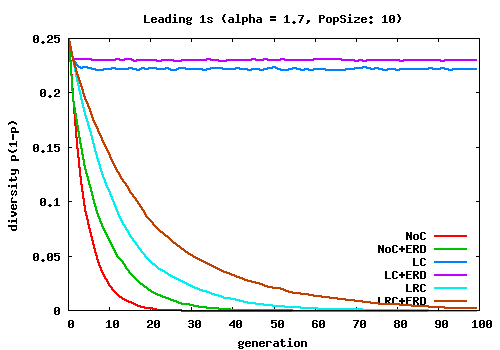 Leading 1s (alpha = 1.7, PopSize: 10)
0.25
0.2
0.15
0.1
0.05
0
diversity p(1-p)
NoC
NoC+ERD
LC
LC+ERD
LRC
LRC+ERD
0 10 20 30 40 50 60 70 80 90 100
generation